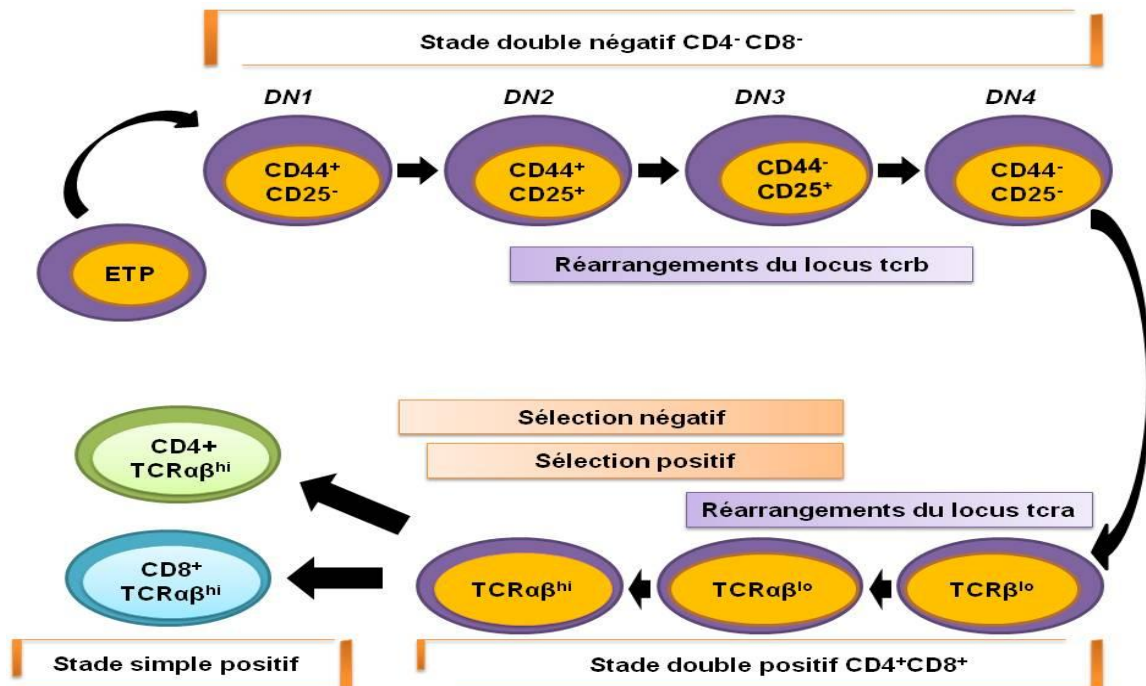 Stade double négatif CD4⁻ CD8⁻
DN1
DN2
DN3
DN4
CD44⁺
CD25⁻
CD44⁺
CD25⁺
CD44⁻
CD25⁺
CD44⁻
CD25⁻
ETP
Réarrangements du locus tcrb
Sélection négatif
Sélection positif
Réarrangements du locus tcra
CD4+
TCRαβʰⁱ
CD8⁺
TCRαβʰⁱ
TCRαβʰⁱ
TCRαβˡᵒ
TCRβˡᵒ
Stade simple positif
Stade double positif CD4⁺CD8⁺